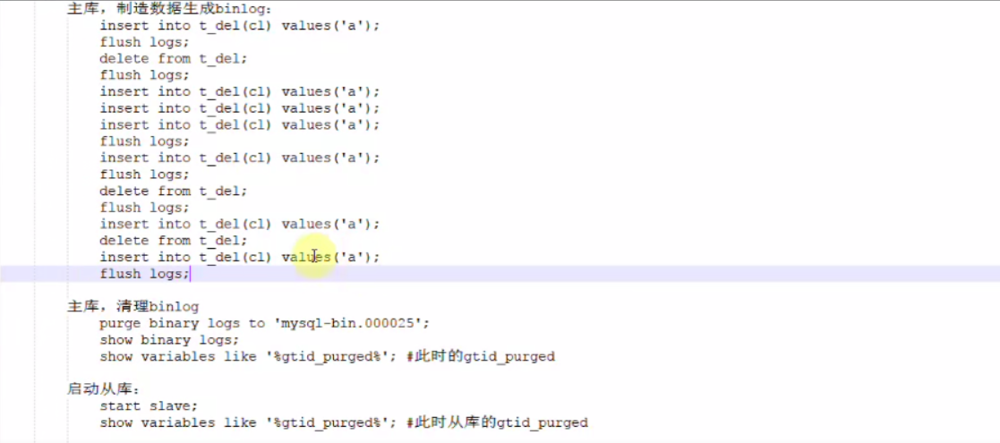 主库，制造数据生成binlog：
insert into t_del(cl) values('a');
flush logs;
delete from t_del;
flush logs;
insert into t_del(cl) values('a');
insert into t_del(cl) values('a');
insert into t_del(cl) values('a');
flush logs;
insert into t_del(cl) values('a');
flush logs;
delete from t_del;
flush logs;
insert into t_del(cl) values('a');
delete from t_del;
insert into t_del(cl) values('a');
flush logs;
主库，清理binlog
purge binary logs to 'mysql-bin.000025';
show binary logs;
show variables like '%gtid_purged%'; #此时的gtid_purged
启动从库：
start slave;
show variables like '%gtid_purged%'; #此时从库的gtid_purged